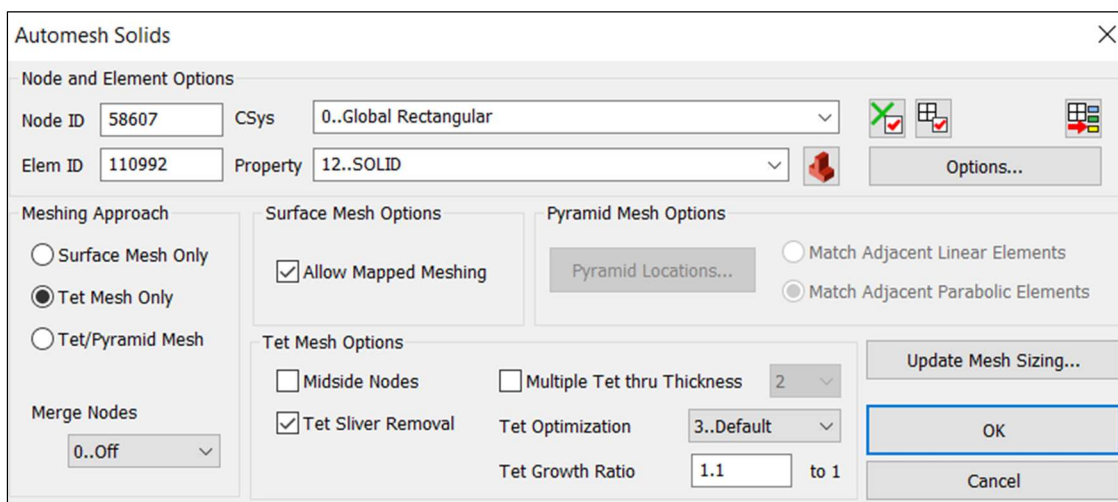 Automesh Solids
Node and Element Options
Node ID 58607 CSys 0..Global Rectangular
Elem ID 110992 Property 12..SOLID Options...
Meshing Approach
Surface Mesh Only
Tet Mesh Only
Tet/Pyramid Mesh
Merge Nodes
0..Off
Surface Mesh Options
Allow Mapped Meshing
Pyramid Mesh Options
Pyramid Locations...
Match Adjacent Linear Elements
Match Adjacent Parabolic Elements
Tet Mesh Options
Midside Nodes Multiple Tet thru Thickness 2
Tet Sliver Removal Tet Optimization 3..Default
Tet Growth Ratio 1.1 to 1
Update Mesh Sizing...
OK
Cancel